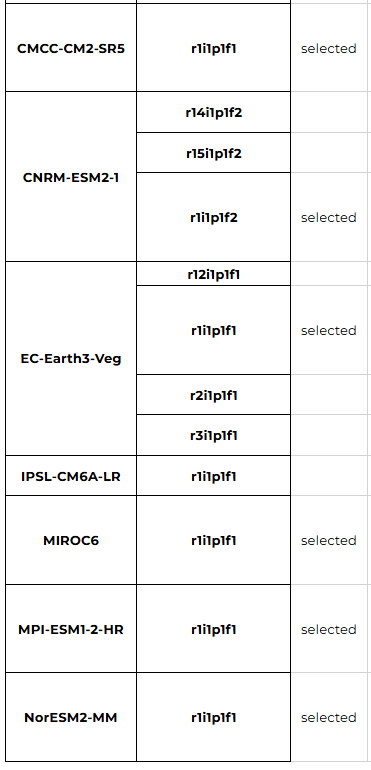 CMCC-CM2-SR5 r1i1p1f1 selected
r14i1p1f2
r15i1p1f2
CNRM-ESM2-1
r1i1p1f2 selected
r12i1p1f1
r1i1p1f1 selected
EC-Earth3-Veg
r2i1p1f1
r3i1p1f1
IPSL-CM6A-LR r1i1p1f1
MIROC6 r1i1p1f1 selected
MPI-ESM1-2-HR r1i1p1f1 selected
NorESM2-MM r1i1p1f1 selected